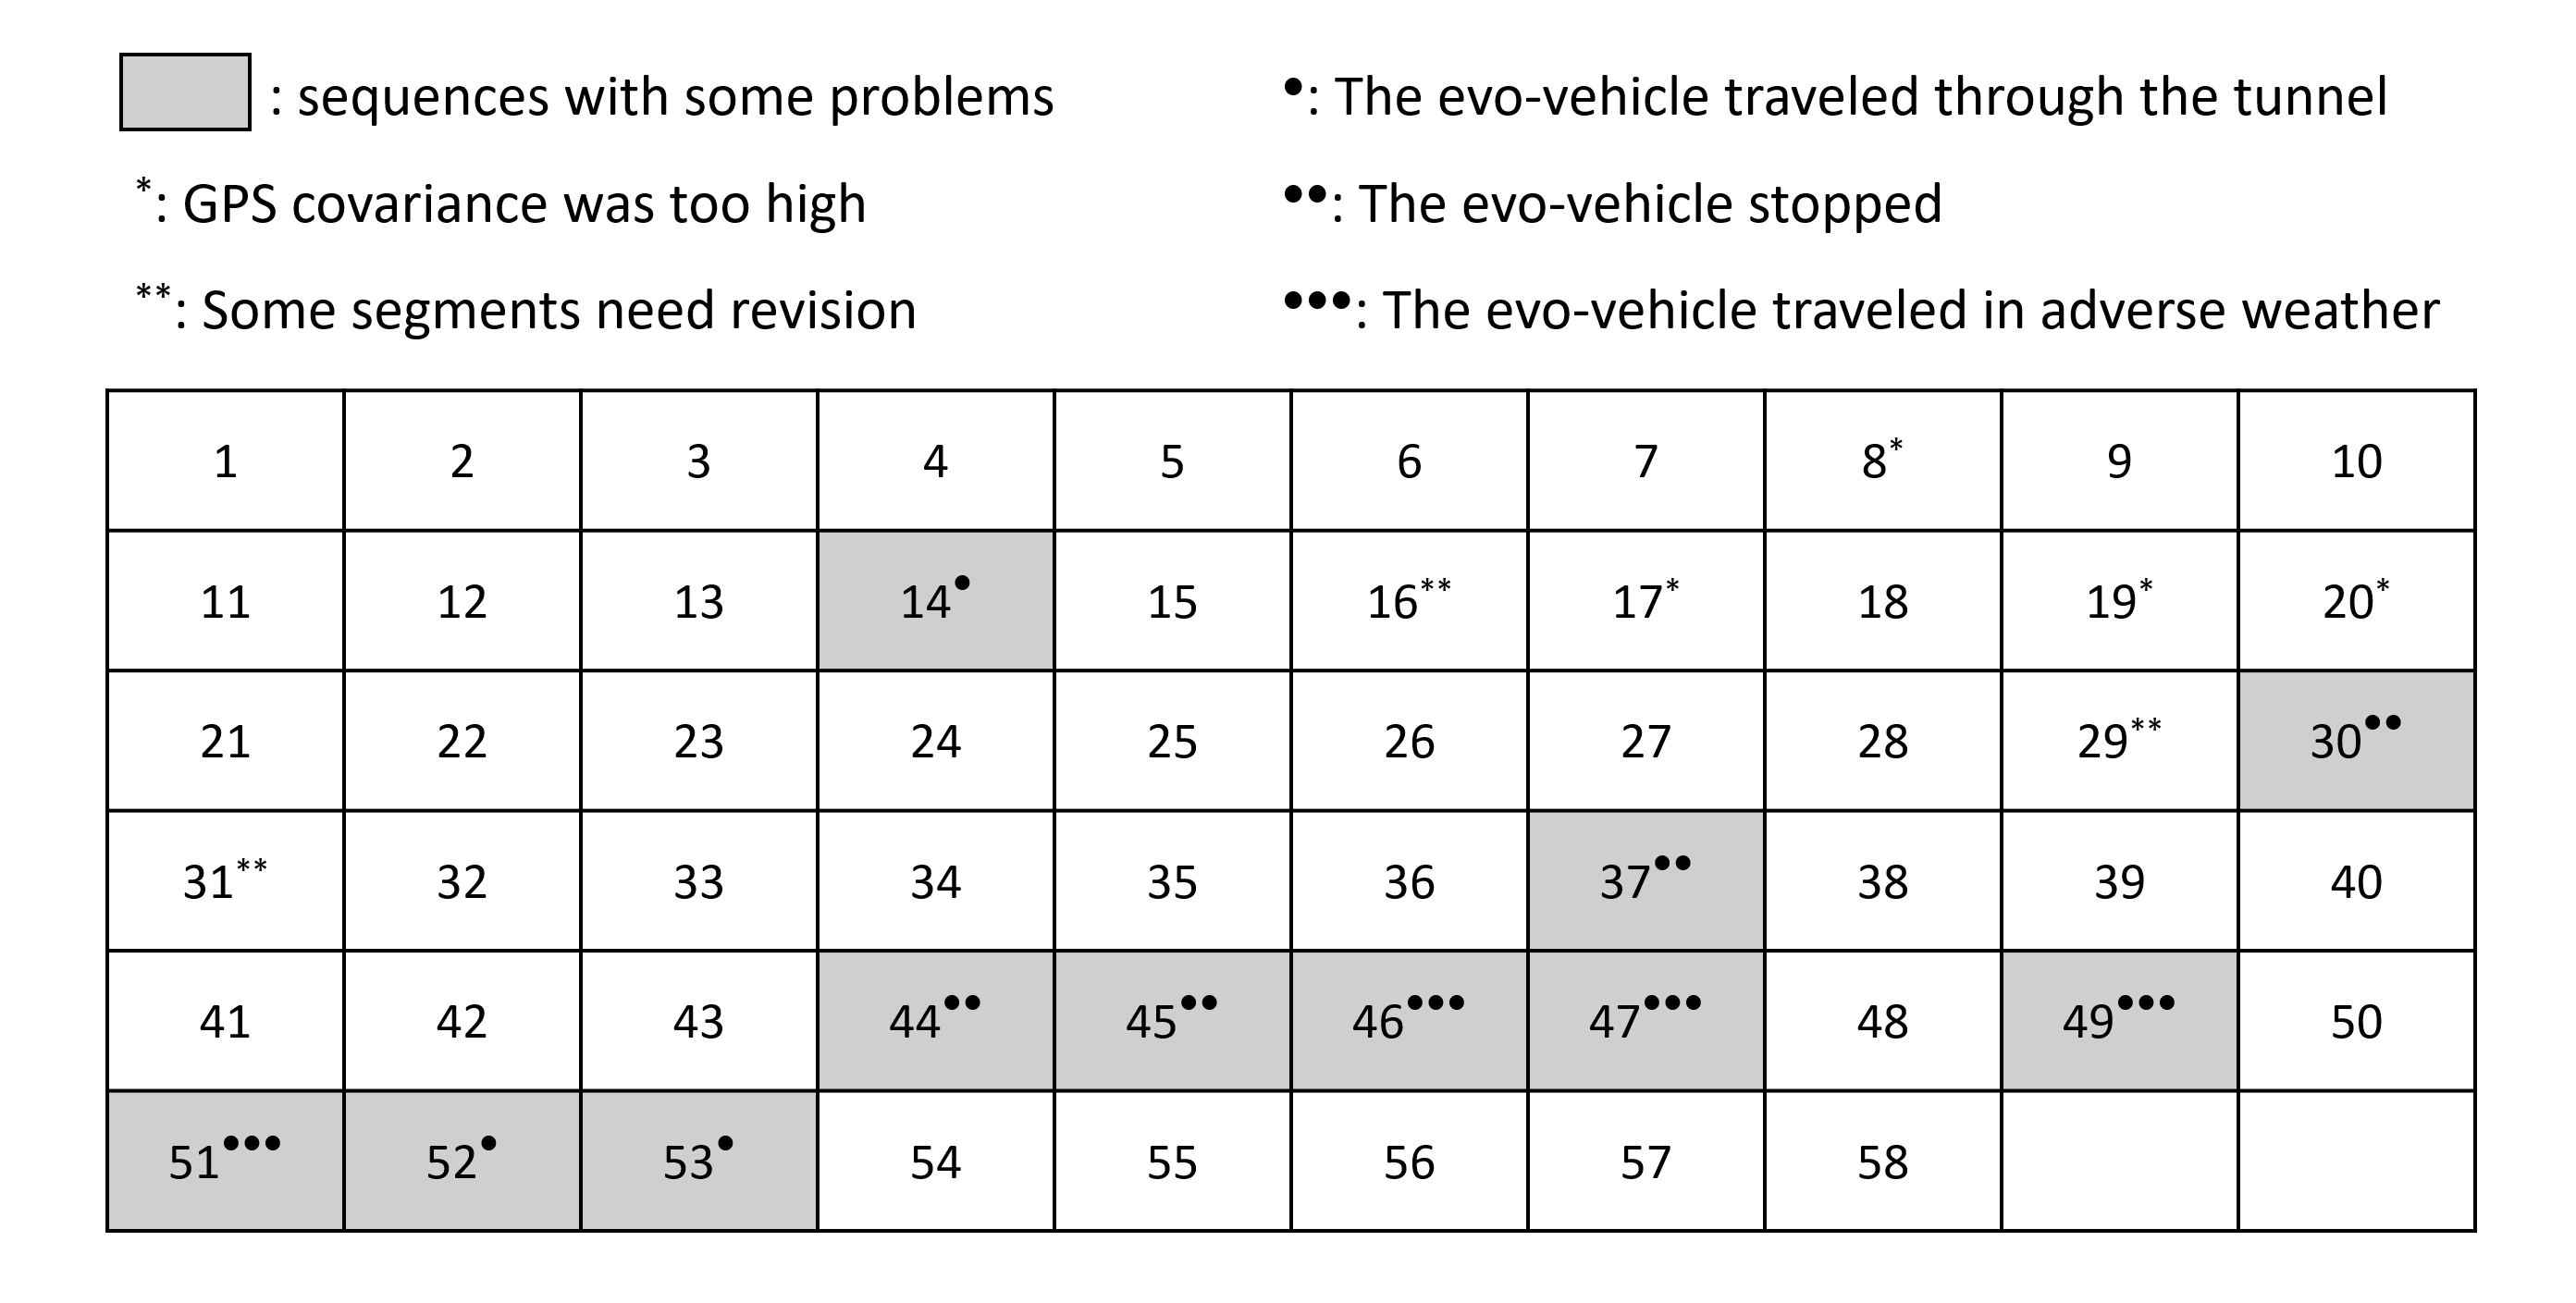 : sequences with some problems
•: The evo-vehicle traveled through the tunnel
*: GPS covariance was too high
••: The evo-vehicle stopped
**: Some segments need revision
•••: The evo-vehicle traveled in adverse weather
1 2 3 4 5 6 7 8* 9 10
11 12 13 14• 15 16** 17* 18 19* 20*
21 22 23 24 25 26 27 28 29** 30••
31** 32 33 34 35 36 37•• 38 39 40
41 42 43 44•• 45•• 46••• 47••• 48 49••• 50
51••• 52• 53• 54 55 56 57 58